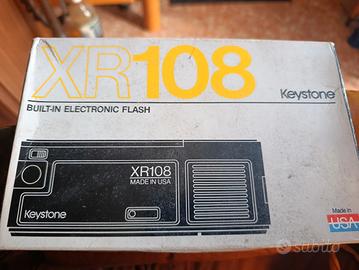 XR108
Keystone
BUILT-IN ELECTRONIC FLASH
XR108
MADE IN USA
Keystone
Made in
USA
subito